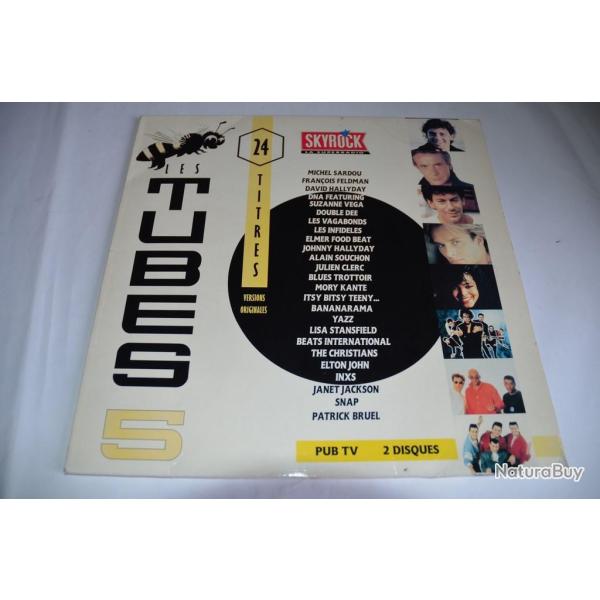 LES
TUBES
5
24
TITRES
VERSIONS
ORIGINALES
SKYROCK
LA SUPERRADIO
MICHEL SARDOU
FRANÇOIS FELDMAN
DAVID HALLYDAY
DNA FEATURING
SUZANNE VEGA
DOUBLE DEE
LES VAGABONDS
LES INFIDELES
ELMER FOOD BEAT
JOHNNY HALLYDAY
ALAIN SOUCHON
JULIEN CLERC
BLUES TROTTOIR
MORY KANTE
ITSY BITSY TEENY...
BANANARAMA
YAZZ
LISA STANSFIELD
BEATS INTERNATIONAL
THE CHRISTIANS
ELTON JOHN
INXS
JANET JACKSON
SNAP
PATRICK BRUEL
PUB TV 2 DISQUES
NaturaBuy